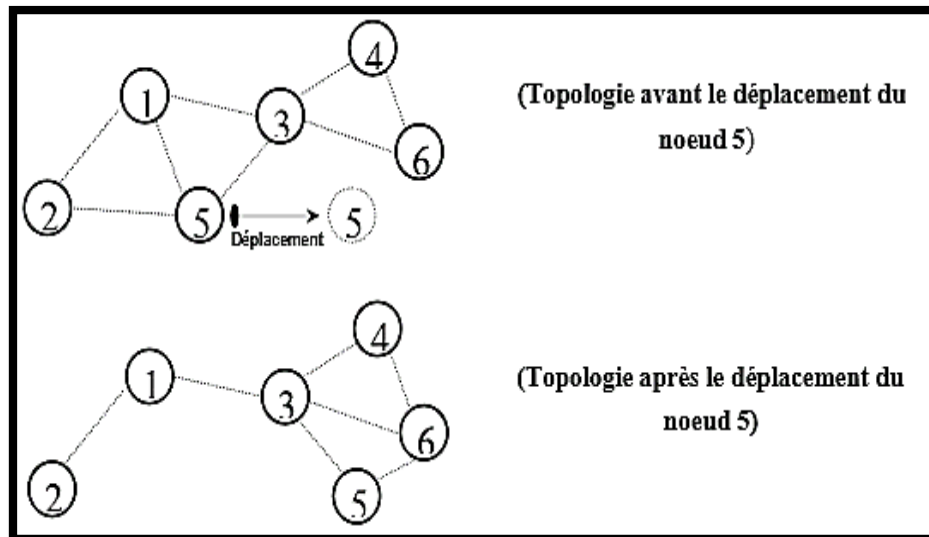 4
(Topologie avant le déplacement du
noeud 5)
1
3
6
2
5
5
Déplacement
4
(Topologie après le déplacement du
noeud 5)
1
3
6
2
5